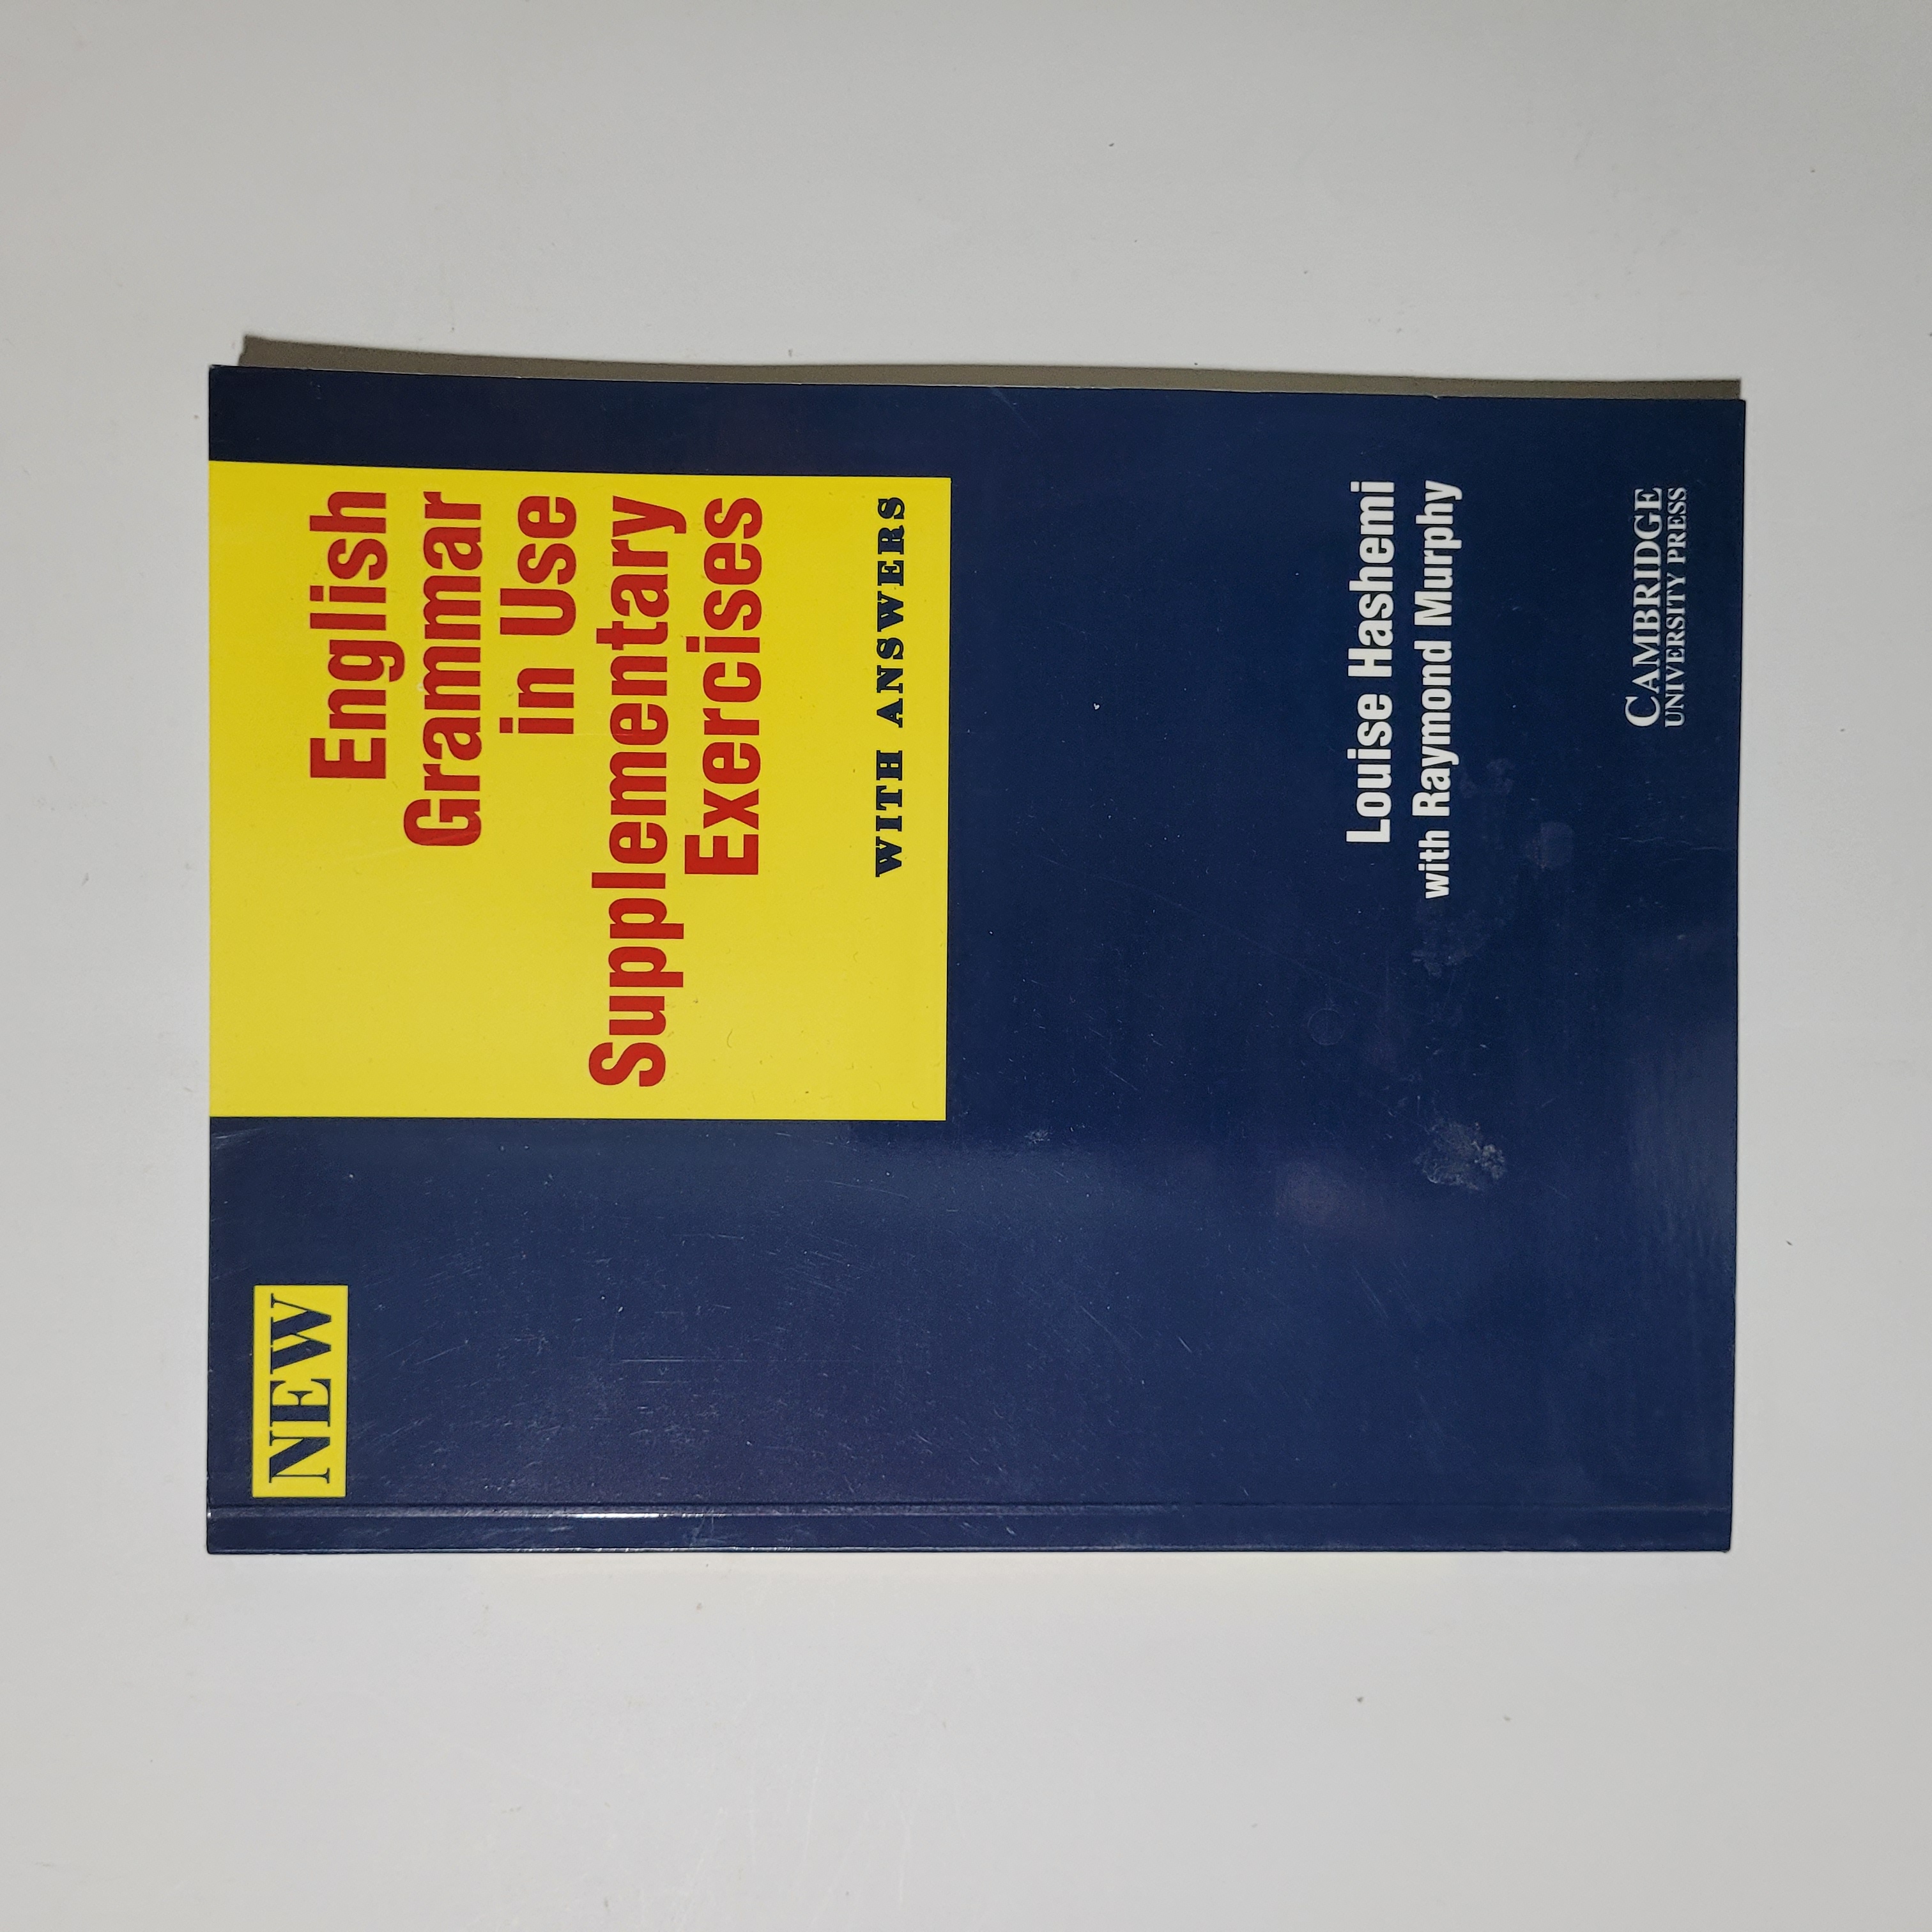 NEW
English
Grammar
in Use
Supplementary
Exercises
WITH ANSWERS
Louise Hashemi
with Raymond Murphy
CAMBRIDGE
UNIVERSITY PRESS